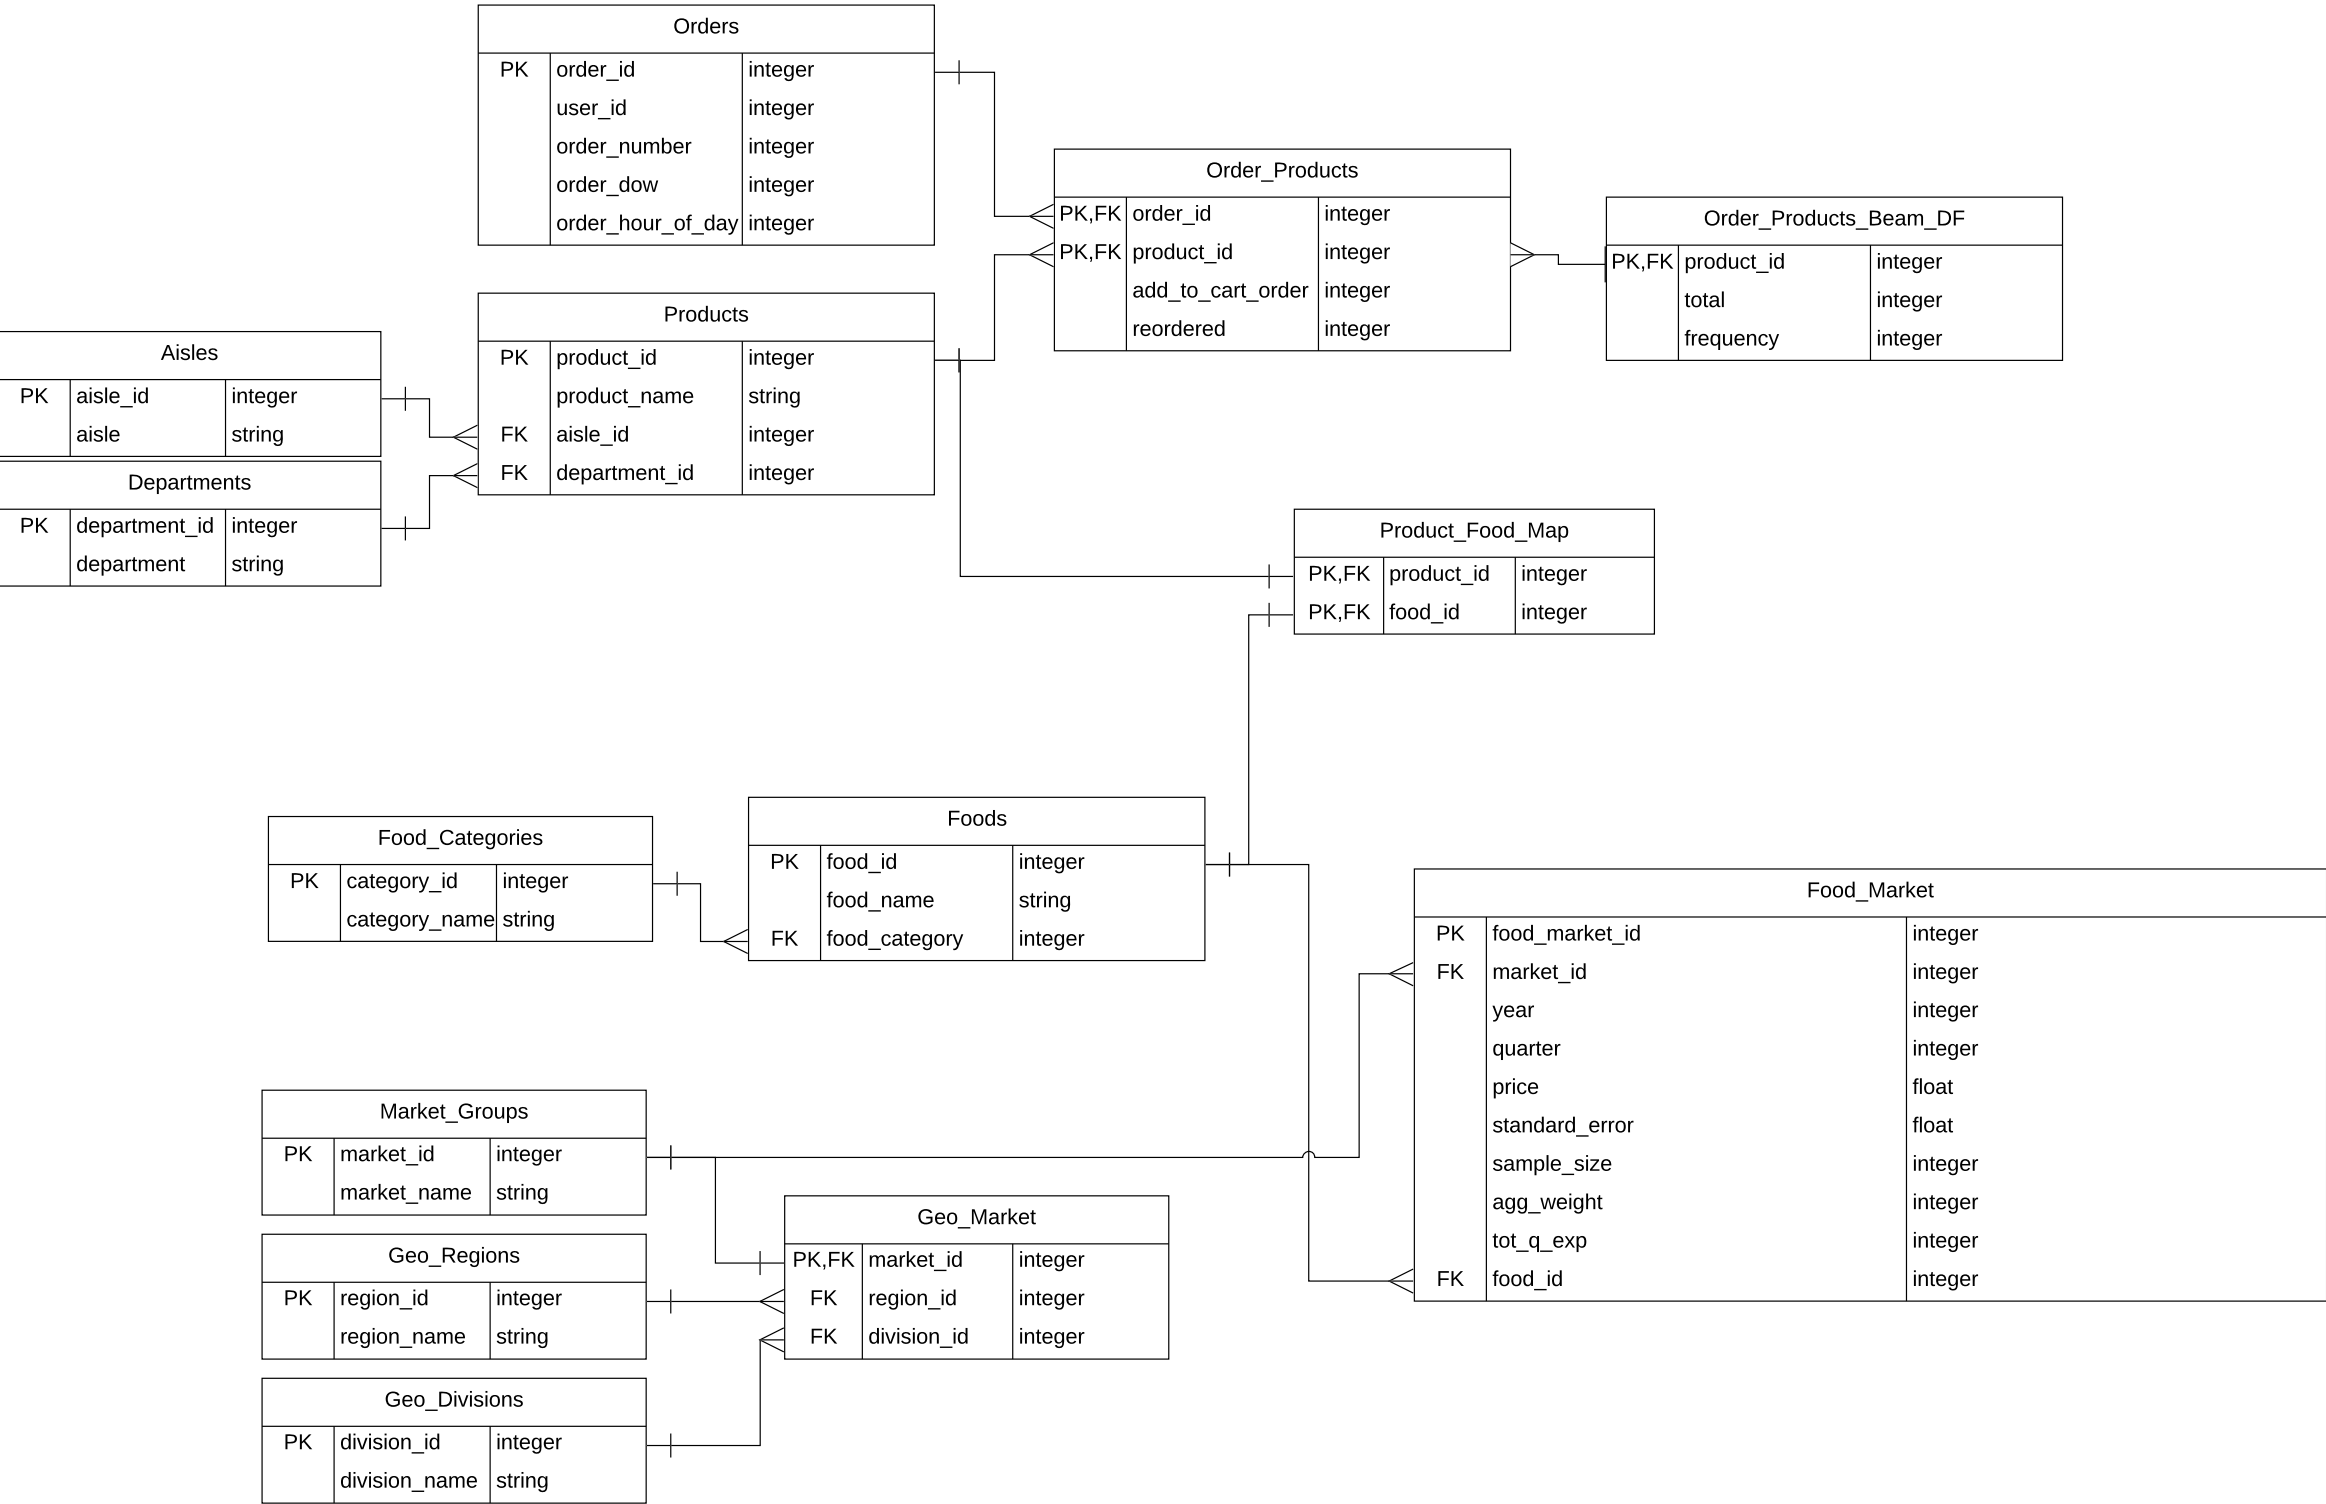 Orders
PK order_id integer
user_id integer
order_number integer
order_dow integer
order_hour_of_day integer
Order_Products
PK,FK order_id integer
PK,FK product_id integer
add_to_cart_order integer
reordered integer
Order_Products_Beam_DF
PK,FK product_id integer
total integer
frequency integer
Products
PK product_id integer
product_name string
FK aisle_id integer
FK department_id integer
Aisles
PK aisle_id integer
aisle string
Departments
PK department_id integer
department string
Product_Food_Map
PK,FK product_id integer
PK,FK food_id integer
Food_Categories
PK category_id integer
category_name string
Foods
PK food_id integer
food_name string
FK food_category integer
Food_Market
PK food_market_id integer
FK market_id integer
year integer
quarter integer
price float
standard_error float
sample_size integer
agg_weight integer
tot_q_exp integer
FK food_id integer
Market_Groups
PK market_id integer
market_name string
Geo_Market
PK,FK market_id integer
FK region_id integer
FK division_id integer
Geo_Regions
PK region_id integer
region_name string
Geo_Divisions
PK division_id integer
division_name string